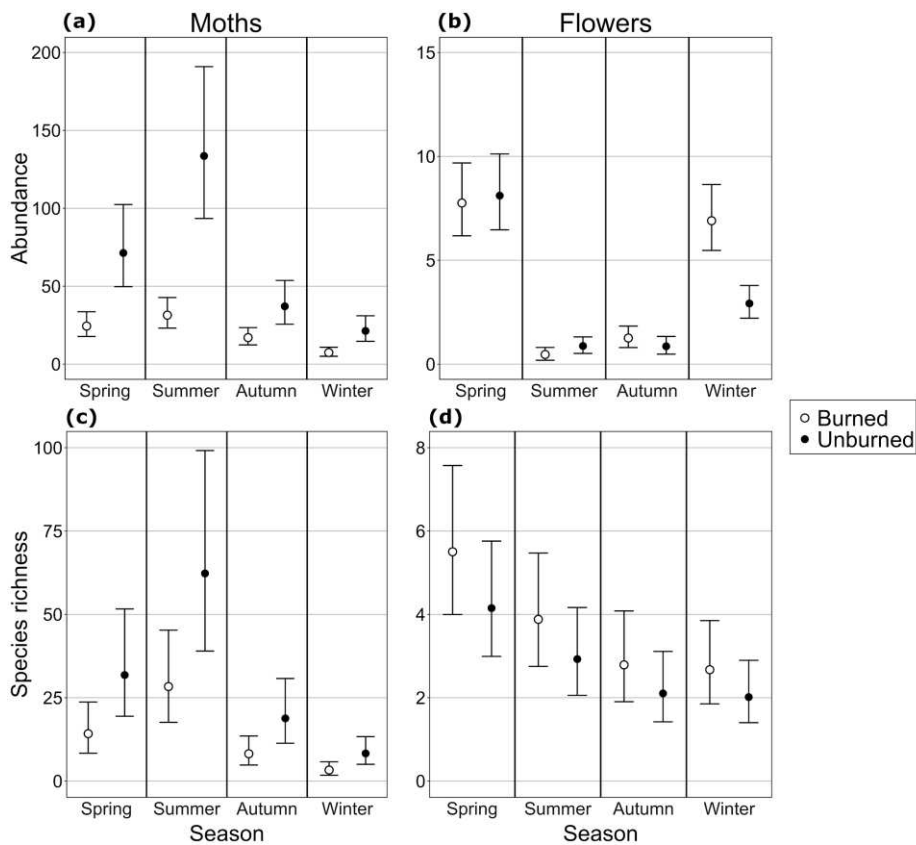 (a) Moths
Abundance
200
150
100
50
0
Spring Summer Autumn Winter
(b) Flowers
15
10
5
0
Spring Summer Autumn Winter
(c)
Species richness
100
75
50
25
0
Spring Summer Autumn Winter
Season
(d)
8
6
4
2
0
Spring Summer Autumn Winter
Season
Burned
Unburned